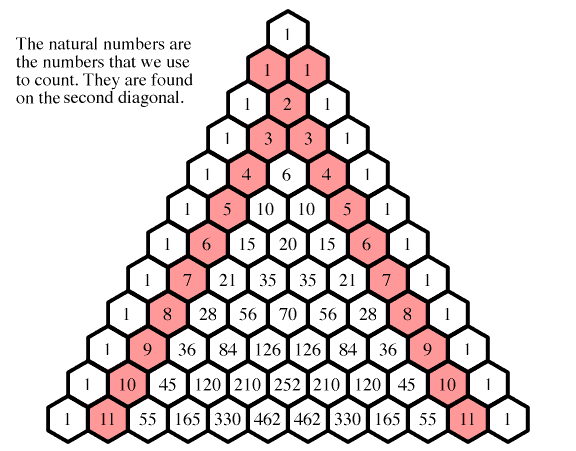 The natural numbers are
the numbers that we use
to count. They are found
on the second diagonal.
1
1 1
1 2 1
1 3 3 1
1 4 6 4 1
1 5 10 10 5 1
1 6 15 20 15 6 1
1 7 21 35 35 21 7 1
1 8 28 56 70 56 28 8 1
1 9 36 84 126 126 84 36 9 1
1 10 45 120 210 252 210 120 45 10 1
1 11 55 165 330 462 462 330 165 55 11 1